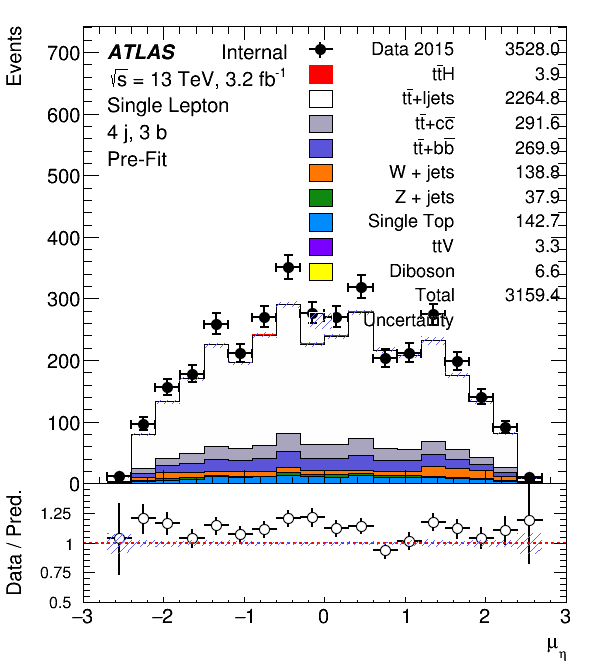 Events
700
600
500
400
300
200
100
0
ATLAS Internal
√s = 13 TeV, 3.2 fb⁻¹
Single Lepton
4 j, 3 b
Pre-Fit
Data 2015 3528.0
tt̄H 3.9
tt̄+ljets 2264.8
tt̄+cc̄ 291.6
tt̄+bb̄ 269.9
W + jets 138.8
Z + jets 37.9
Single Top 142.7
ttV 3.3
Diboson 6.6
Total 3159.4
Uncertainty
Data / Pred.
1.25
1
0.75
0.5
−3 −2 −1 0 1 2 3
μη